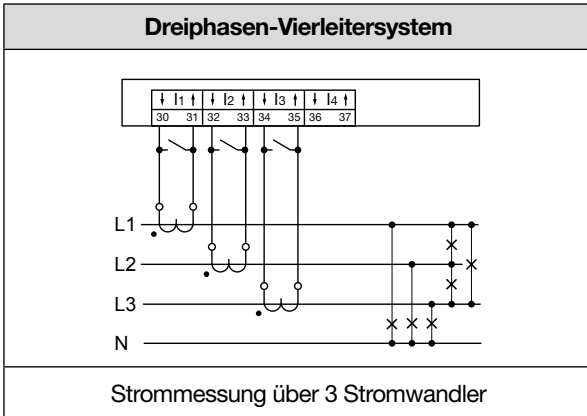 Dreiphasen-Vierleitersystem
↓ I1 ↑ ↓ I2 ↑ ↓ I3 ↑ ↓ I4 ↑
30 31 32 33 34 35 36 37
L1
L2
L3
N
Strommessung über 3 Stromwandler